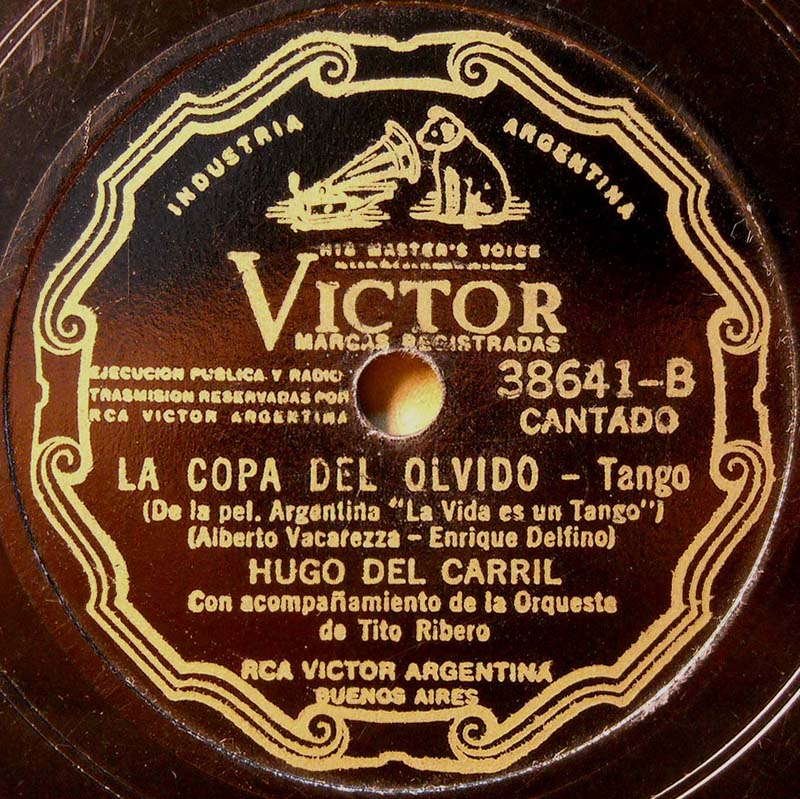 INDUSTRIA ARGENTINA
HIS MASTER'S VOICE
VICTOR
MARCAS REGISTRADAS
EJECUCION PUBLICA Y RADIO
TRASMISION RESERVADAS POR
RCA VICTOR ARGENTINA
38641-B
CANTADO
LA COPA DEL OLVIDO - Tango
(De la pel. Argentina "La Vida es un Tango")
(Alberto Vacarezza - Enrique Delfino)
HUGO DEL CARRIL
Con acompañamiento de la Orquesta
de Tito Ribero
RCA VICTOR ARGENTINA
BUENOS AIRES